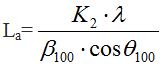 Lₐ= K₂ · λ / β₁₀₀ · cosθ₁₀₀